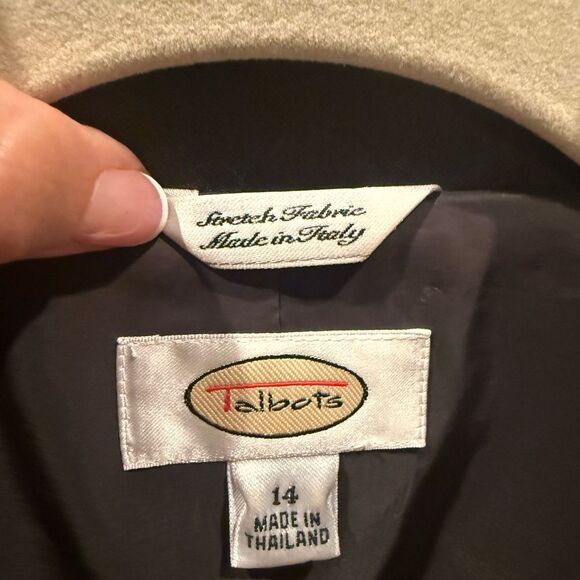 Stretch Fabric
Made in Italy
Talbots
14
MADE IN
THAILAND